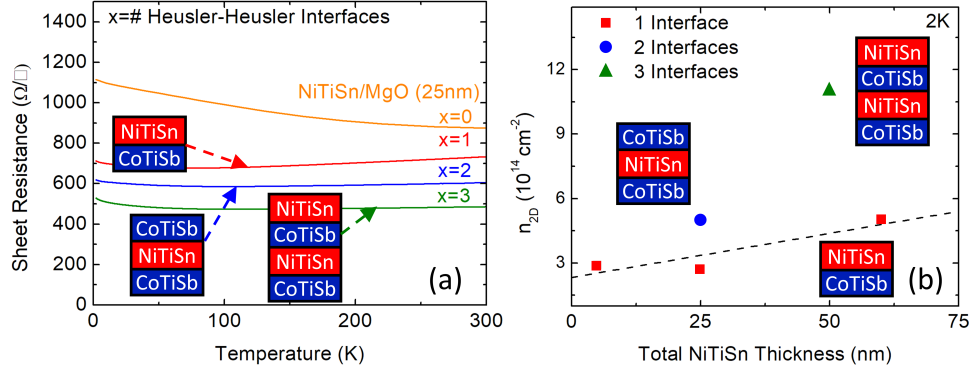 x=# Heusler-Heusler Interfaces
(a)
Sheet Resistance (Ω/□)
1400
1200
1000
800
600
400
200
0
NiTiSn/MgO (25nm)
x=0
x=1
x=2
x=3
NiTiSn
CoTiSb
CoTiSb
NiTiSn
CoTiSb
NiTiSn
CoTiSb
NiTiSn
CoTiSb
0
100
200
300
Temperature (K)
1 Interface
2 Interfaces
3 Interfaces
2K
(b)
n2D (10^14 cm^-2)
15
12
9
6
3
0
NiTiSn
CoTiSb
NiTiSn
CoTiSb
CoTiSb
NiTiSn
CoTiSb
NiTiSn
CoTiSb
0
25
50
75
Total NiTiSn Thickness (nm)